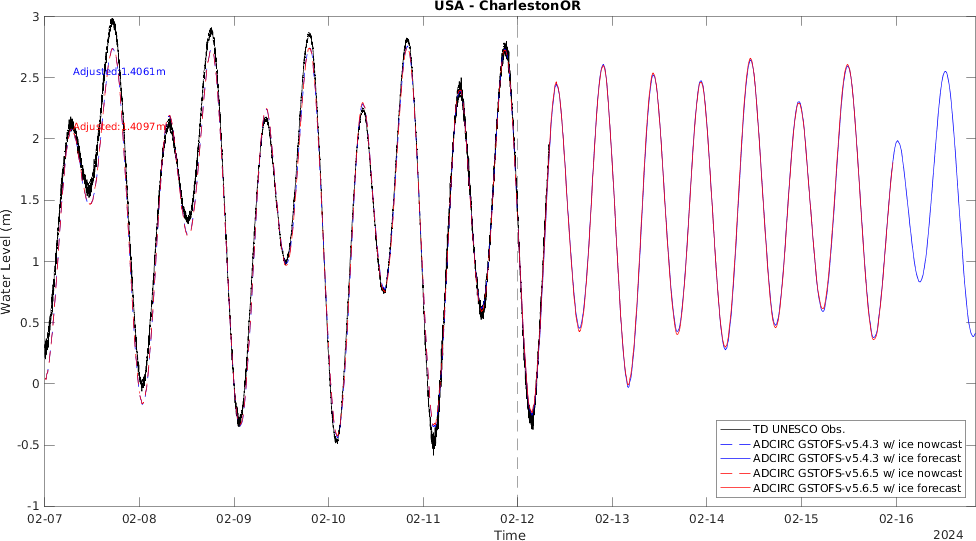 USA - CharlestonOR
3
2.5
2
1.5
1
0.5
0
-0.5
-1
Water Level (m)
Adjusted:1.4061m
Adjusted:1.4097m
TD UNESCO Obs.
ADCIRC GSTOFS-v5.4.3 w/ ice nowcast
ADCIRC GSTOFS-v5.4.3 w/ ice forecast
ADCIRC GSTOFS-v5.6.5 w/ ice nowcast
ADCIRC GSTOFS-v5.6.5 w/ ice forecast
02-07 02-08 02-09 02-10 02-11 02-12 02-13 02-14 02-15 02-16
Time
2024